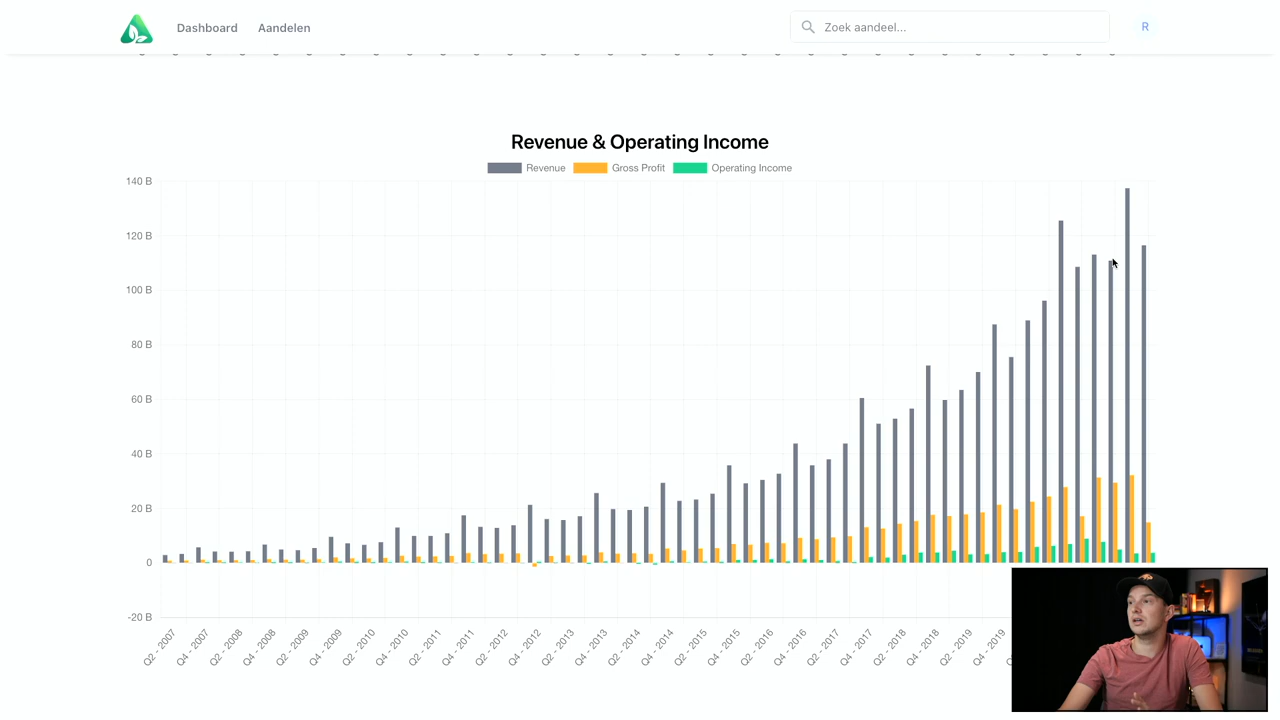 Dashboard
Aandelen
Zoek aandeel...
R
Revenue & Operating Income
Revenue
Gross Profit
Operating Income
140 B
120 B
100 B
80 B
60 B
40 B
20 B
0
-20 B
Q2 - 2007
Q4 - 2007
Q2 - 2008
Q4 - 2008
Q2 - 2009
Q4 - 2009
Q2 - 2010
Q4 - 2010
Q2 - 2011
Q4 - 2011
Q2 - 2012
Q4 - 2012
Q2 - 2013
Q4 - 2013
Q2 - 2014
Q4 - 2014
Q2 - 2015
Q4 - 2015
Q2 - 2016
Q4 - 2016
Q2 - 2017
Q4 - 2017
Q2 - 2018
Q4 - 2018
Q2 - 2019
Q4 - 2019